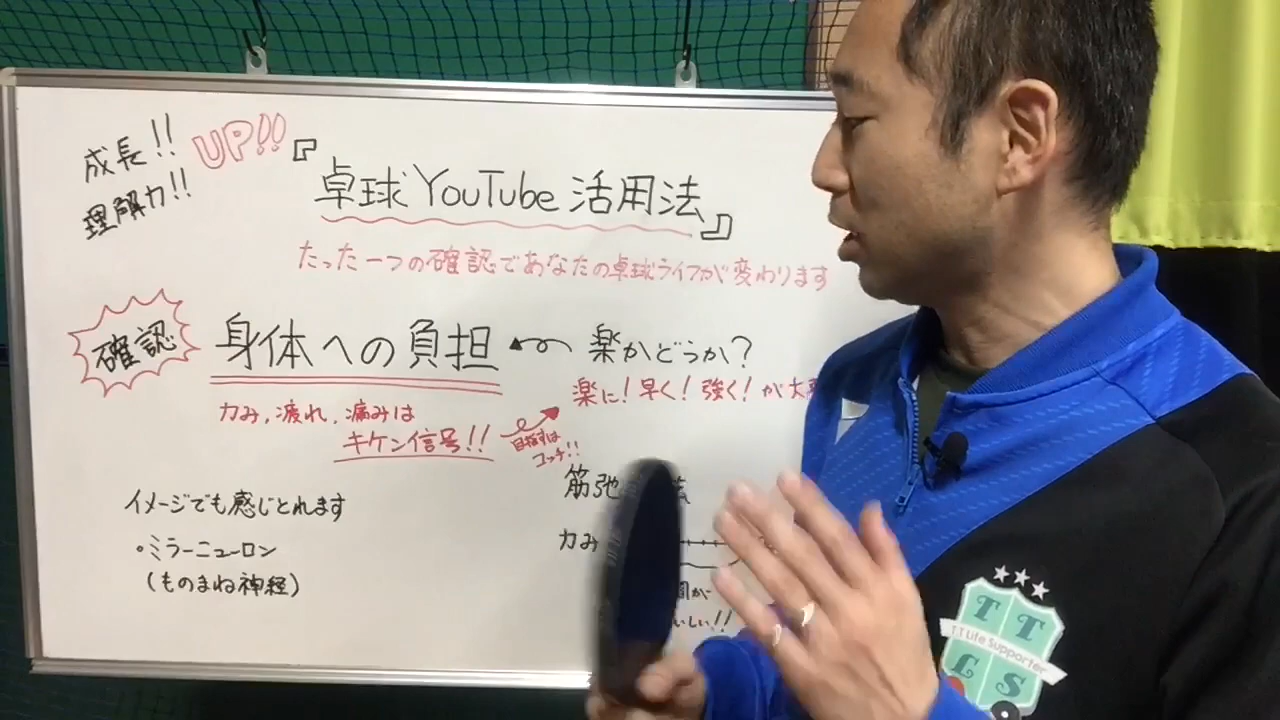 成長!! UP!!
理解力!!
『卓球YouTube活用法』
たった一つの確認であなたの卓球ライフが変わります
確認 身体への負担 楽かどうか?
楽に! 早く! 強く! が大
力み、疲れ、痛みは
キケン信号!!
目指すは
コッチ!!
筋弛
力み
イメージでも感じとれます
・ミラーニューロン
(ものまね神経)
間が
いしい!!
T T
T.T Life Supporter
L S